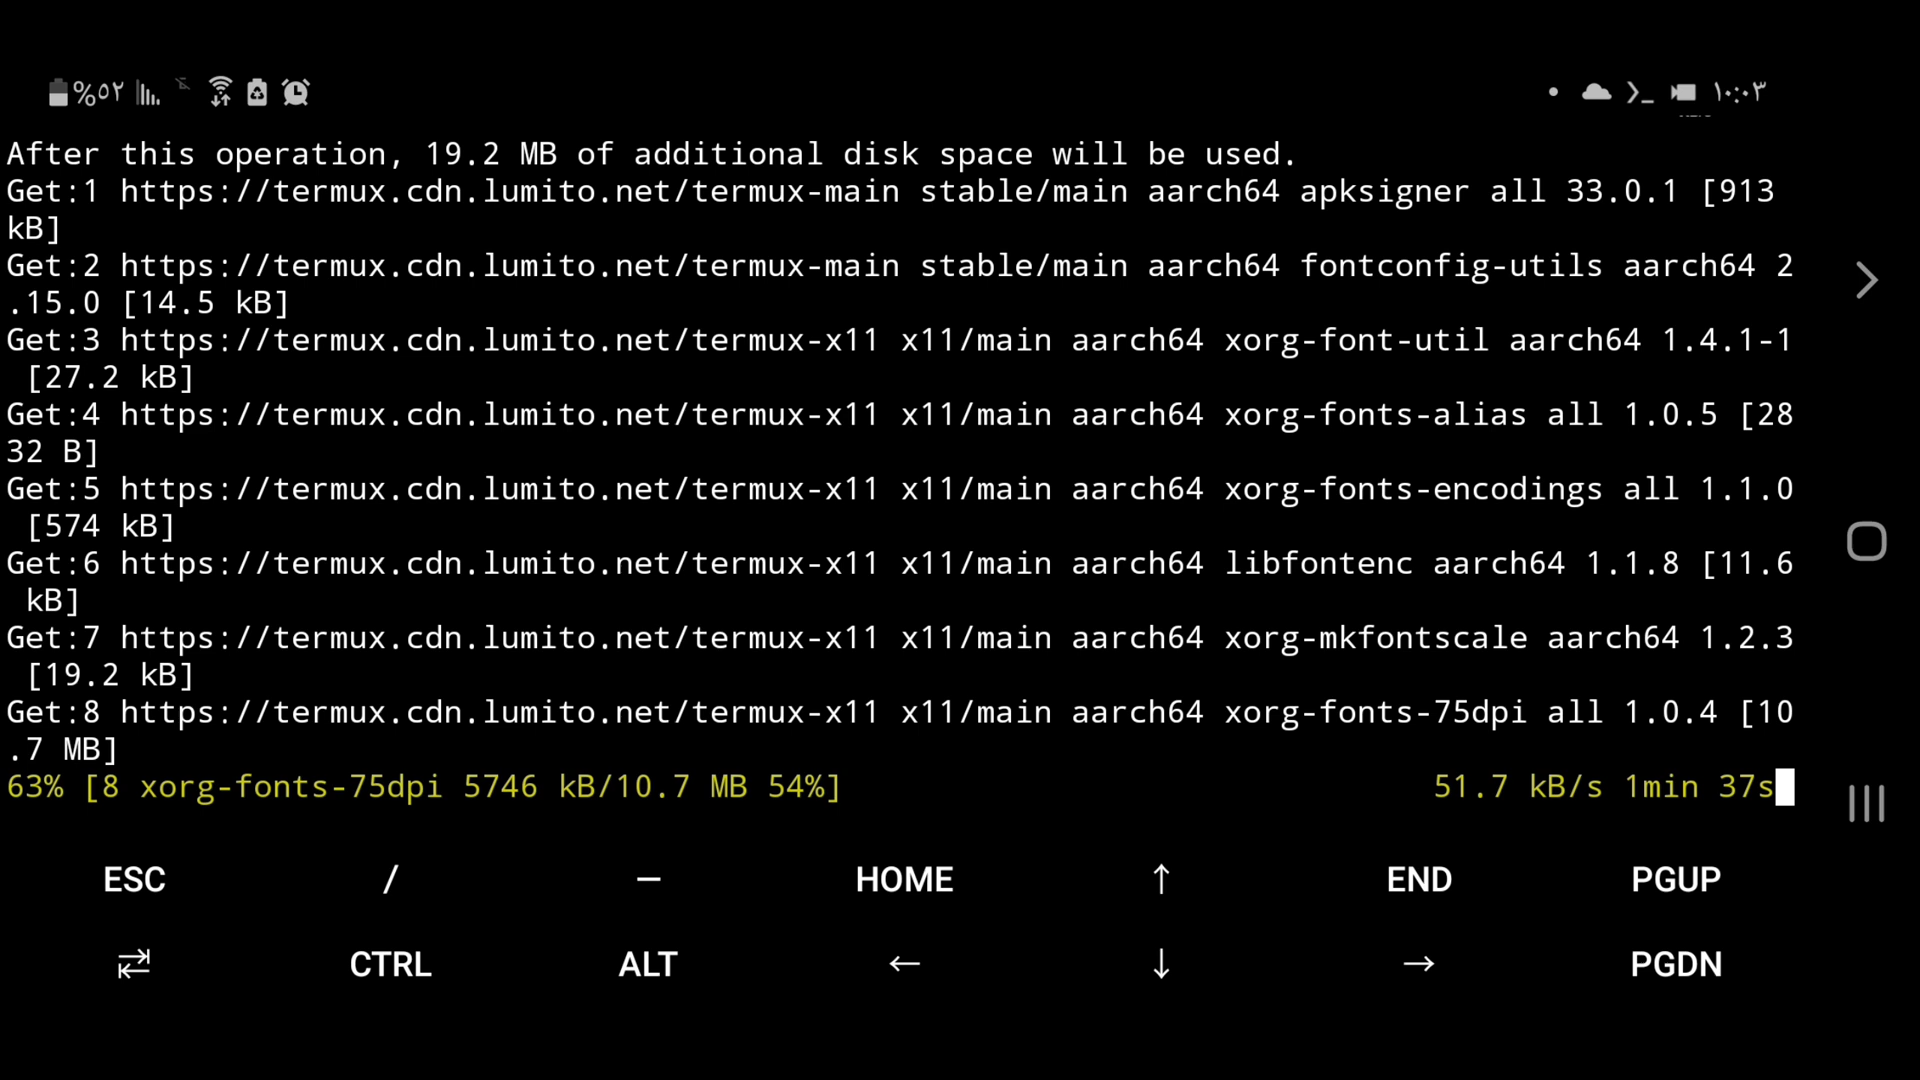 %٥٢
١٠:٠٣
After this operation, 19.2 MB of additional disk space will be used.
Get:1 https://termux.cdn.lumito.net/termux-main stable/main aarch64 apksigner all 33.0.1 [913
kB]
Get:2 https://termux.cdn.lumito.net/termux-main stable/main aarch64 fontconfig-utils aarch64 2
.15.0 [14.5 kB]
Get:3 https://termux.cdn.lumito.net/termux-x11 x11/main aarch64 xorg-font-util aarch64 1.4.1-1
[27.2 kB]
Get:4 https://termux.cdn.lumito.net/termux-x11 x11/main aarch64 xorg-fonts-alias all 1.0.5 [28
32 B]
Get:5 https://termux.cdn.lumito.net/termux-x11 x11/main aarch64 xorg-fonts-encodings all 1.1.0
[574 kB]
Get:6 https://termux.cdn.lumito.net/termux-x11 x11/main aarch64 libfontenc aarch64 1.1.8 [11.6
kB]
Get:7 https://termux.cdn.lumito.net/termux-x11 x11/main aarch64 xorg-mkfontscale aarch64 1.2.3
[19.2 kB]
Get:8 https://termux.cdn.lumito.net/termux-x11 x11/main aarch64 xorg-fonts-75dpi all 1.0.4 [10
.7 MB]
63% [8 xorg-fonts-75dpi 5746 kB/10.7 MB 54%] 51.7 kB/s 1min 37s
ESC / — HOME ↑ END PGUP
⇄ CTRL ALT ← ↓ → PGDN